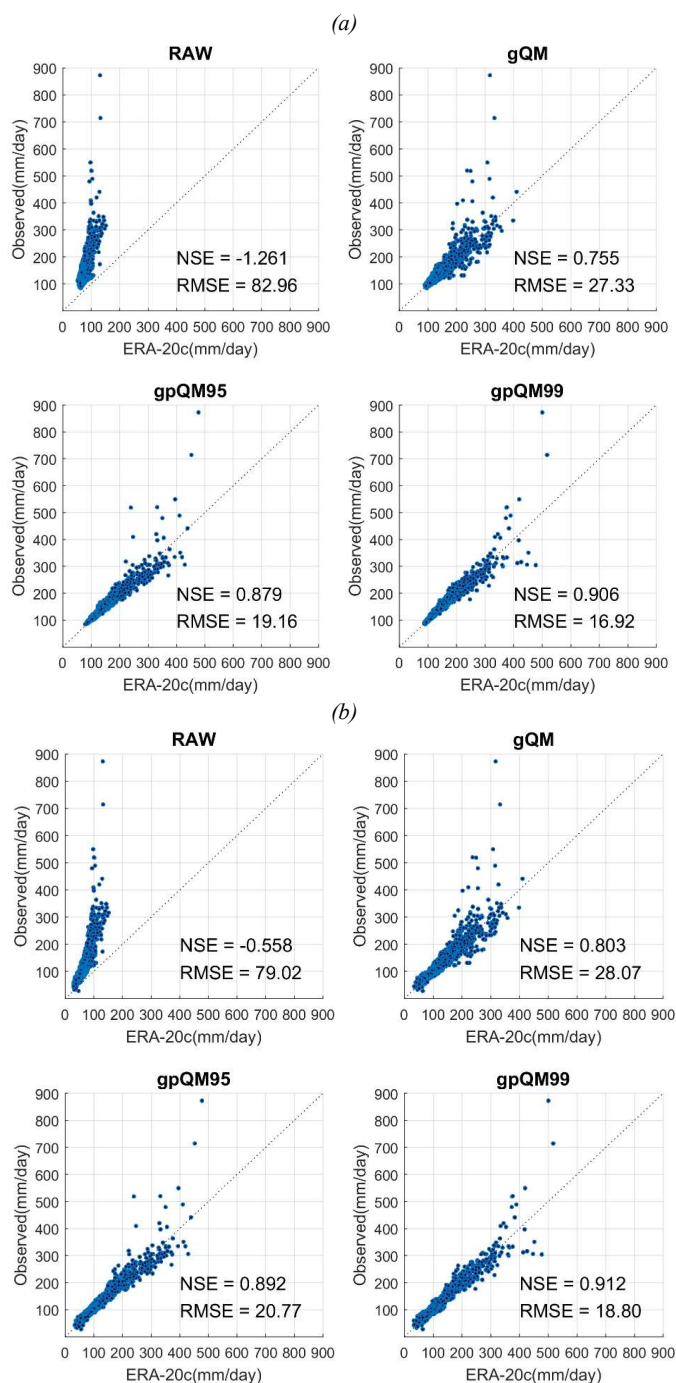 (a)
RAW
900
800
700
600
500
400
300
200
100
Observed(mm/day)
NSE = -1.261
RMSE = 82.96
0 100 200 300 400 500 600 700 800 900
ERA-20c(mm/day)
gQM
900
800
700
600
500
400
300
200
100
Observed(mm/day)
NSE = 0.755
RMSE = 27.33
0 100 200 300 400 500 600 700 800 900
ERA-20c(mm/day)
gpQM95
900
800
700
600
500
400
300
200
100
Observed(mm/day)
NSE = 0.879
RMSE = 19.16
0 100 200 300 400 500 600 700 800 900
ERA-20c(mm/day)
gpQM99
900
800
700
600
500
400
300
200
100
Observed(mm/day)
NSE = 0.906
RMSE = 16.92
0 100 200 300 400 500 600 700 800 900
ERA-20c(mm/day)
(b)
RAW
900
800
700
600
500
400
300
200
100
Observed(mm/day)
NSE = -0.558
RMSE = 79.02
0 100 200 300 400 500 600 700 800 900
ERA-20c(mm/day)
gQM
900
800
700
600
500
400
300
200
100
Observed(mm/day)
NSE = 0.803
RMSE = 28.07
0 100 200 300 400 500 600 700 800 900
ERA-20c(mm/day)
gpQM95
900
800
700
600
500
400
300
200
100
Observed(mm/day)
NSE = 0.892
RMSE = 20.77
0 100 200 300 400 500 600 700 800 900
ERA-20c(mm/day)
gpQM99
900
800
700
600
500
400
300
200
100
Observed(mm/day)
NSE = 0.912
RMSE = 18.80
0 100 200 300 400 500 600 700 800 900
ERA-20c(mm/day)